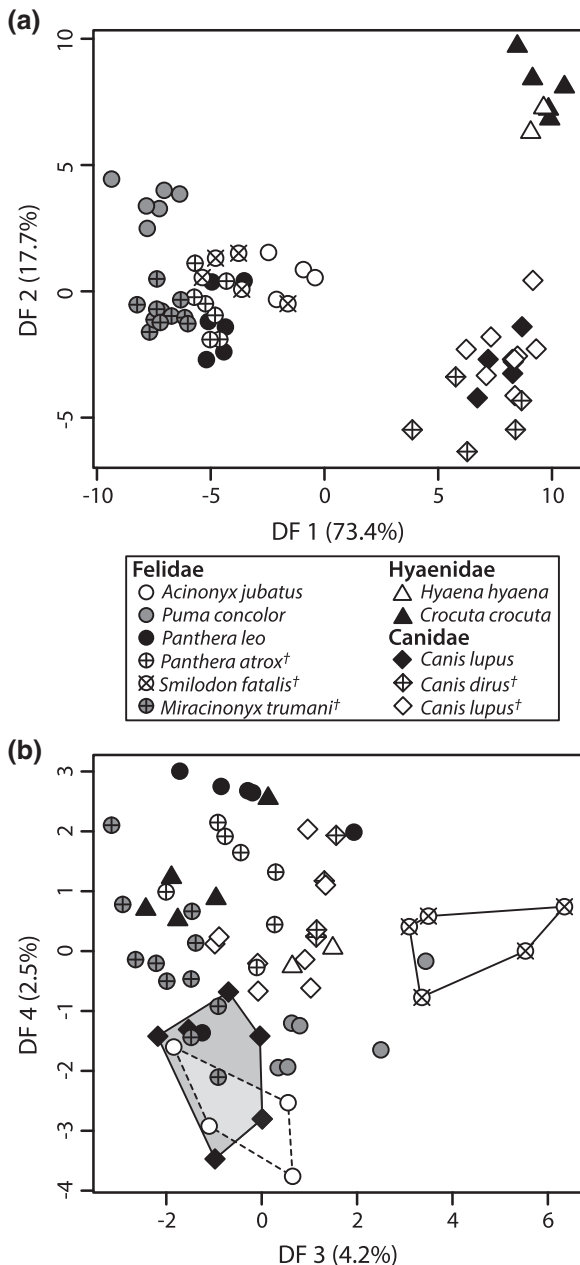 (a)
10
5
0
-5
DF 2 (17.7%)
-10 -5 0 5 10
DF 1 (73.4%)
Felidae
Acinonyx jubatus
Puma concolor
Panthera leo
Panthera atrox†
Smilodon fatalis†
Miracinonyx trumani†
Hyaenidae
Hyaena hyaena
Crocuta crocuta
Canidae
Canis lupus
Canis dirus†
Canis lupus†
(b)
3
2
1
0
-1
-2
-3
-4
DF 4 (2.5%)
-2 0 2 4 6
DF 3 (4.2%)